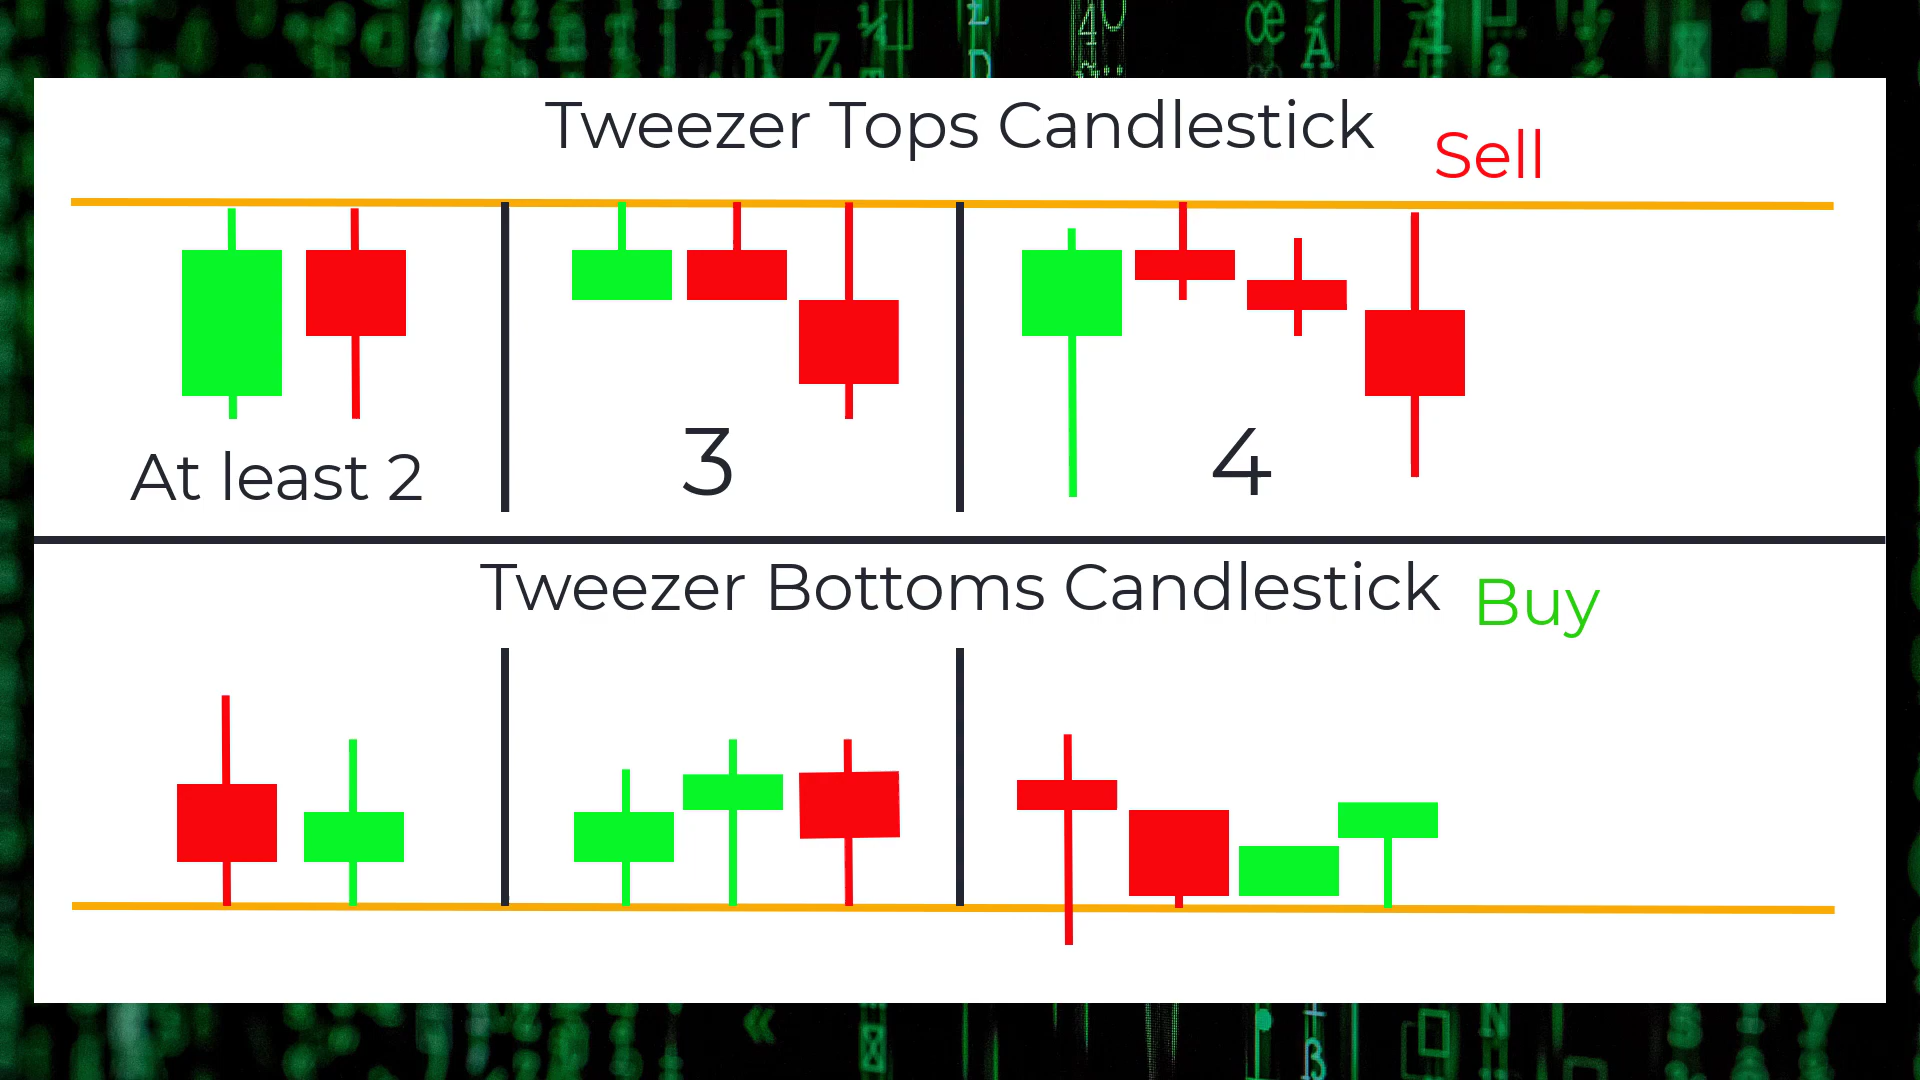 Tweezer Tops Candlestick
Sell
At least 2
3
4
Tweezer Bottoms Candlestick
Buy